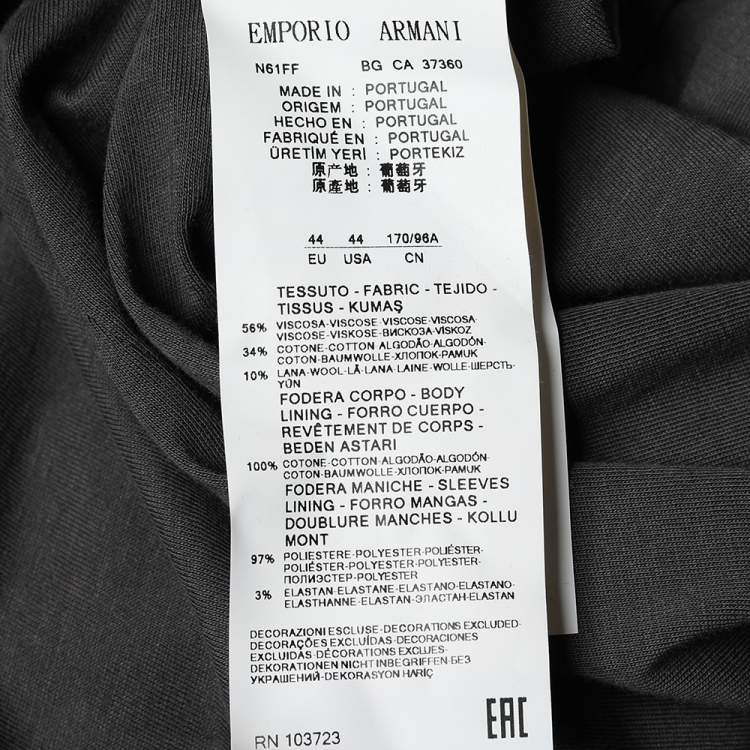 EMPORIO ARMANI
N61FF BG CA 37360
MADE IN : PORTUGAL
ORIGEM : PORTUGAL
HECHO EN : PORTUGAL
FABRIQUÉ EN : PORTUGAL
ÜRETİM YERİ : PORTEKIZ
原产地 : 葡萄牙
原產地 : 葡萄牙
44 44 170/96A
EU USA CN
TESSUTO - FABRIC - TEJIDO -
TISSUS - KUMAŞ
56% VISCOSA-VISCOSE-VISCOSE-VISCOSA-
VISCOSE-VISKOSE-ВИСКОЗА-VİSKOZ
34% COTONE-COTTON-ALGODÃO-ALGODÓN-
COTON-BAUMWOLLE-ХЛОПОК-PAMUK
10% LANA-WOOL-LÃ-LANA-LAINE-WOLLE-ШЕРСТЬ-
YÜN
FODERA CORPO - BODY
LINING - FORRO CUERPO -
REVÊTEMENT DE CORPS -
BEDEN ASTARI
100% COTONE-COTTON-ALGODÃO-ALGODÓN-
COTON-BAUMWOLLE-ХЛОПОК-PAMUK
FODERA MANICHE - SLEEVES
LINING - FORRO MANGAS -
DOUBLURE MANCHES - KOLLU
MONT
97% POLIESTERE-POLYESTER-POLIÉSTER-
POLIÉSTER-POLYESTER-POLYESTER-
ПОЛИЭСТЕР-POLYESTER
3% ELASTAN-ELASTANE-ELASTANO-ELASTANO-
ELASTHANNE-ELASTAN-ЭЛАСТАН-ELASTAN
DECORAZIONI ESCLUSE-DECORATIONS EXCLUDED-
DECORAÇÕES EXCLUÍDAS-DECORACIONES
EXCLUIDAS-DÉCORATIONS EXCLUES-
DEKORATIONEN NICHT INBEGRIFFEN-БЕЗ
УКРАШЕНИЙ-DEKORASYON HARİÇ
RN 103723
EAC